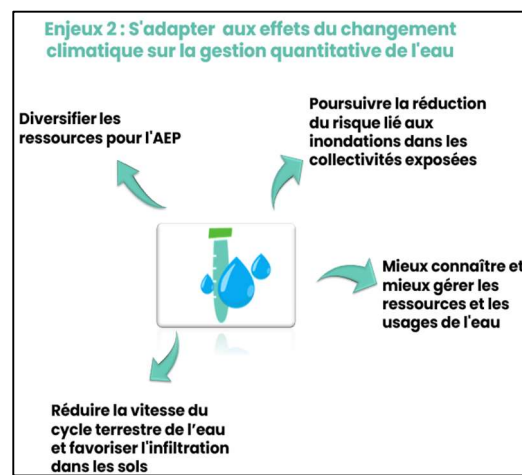 Enjeux 2 : S'adapter aux effets du changement
climatique sur la gestion quantitative de l'eau
Diversifier les
ressources pour l'AEP
Poursuivre la réduction
du risque lié aux
inondations dans les
collectivités exposées
Mieux connaître et
mieux gérer les
ressources et les
usages de l'eau
Réduire la vitesse du
cycle terrestre de l’eau
et favoriser l'infiltration
dans les sols